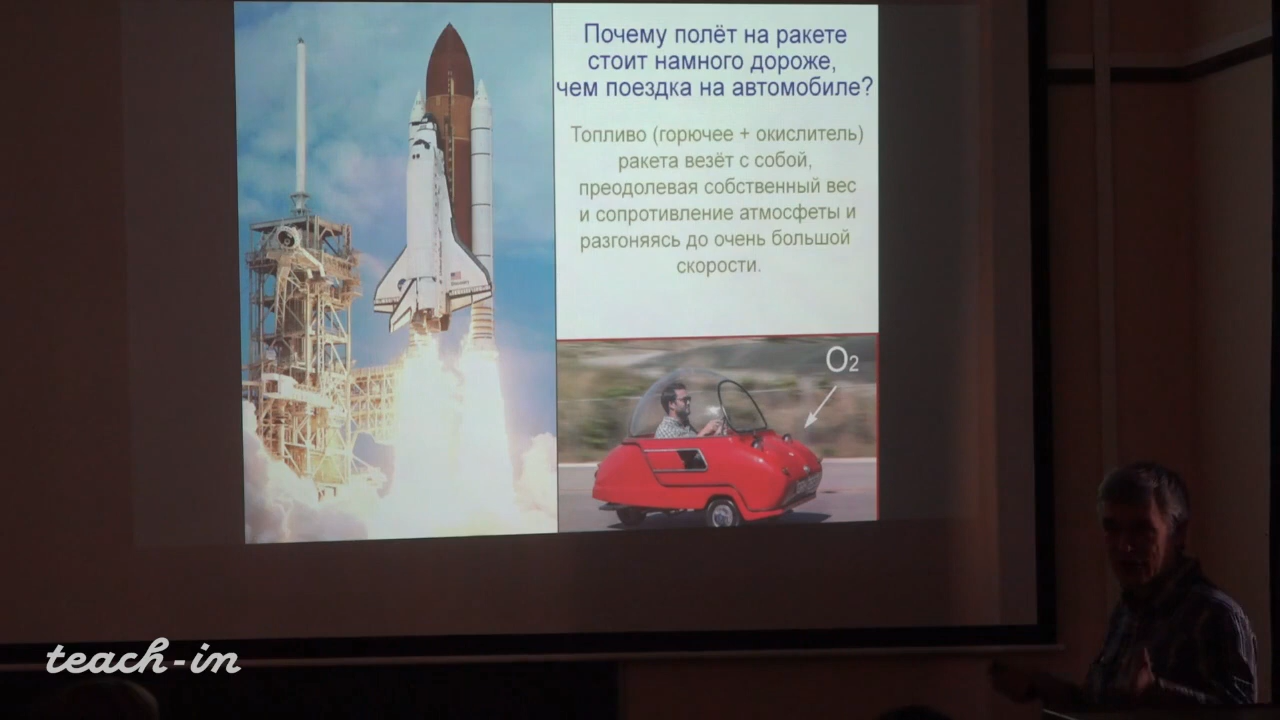 Почему полёт на ракете
стоит намного дороже,
чем поездка на автомобиле?
Топливо (горючее + окислитель)
ракета везёт с собой,
преодолевая собственный вес
и сопротивление атмосфеты и
разгоняясь до очень большой
скорости.
O2
teach-in